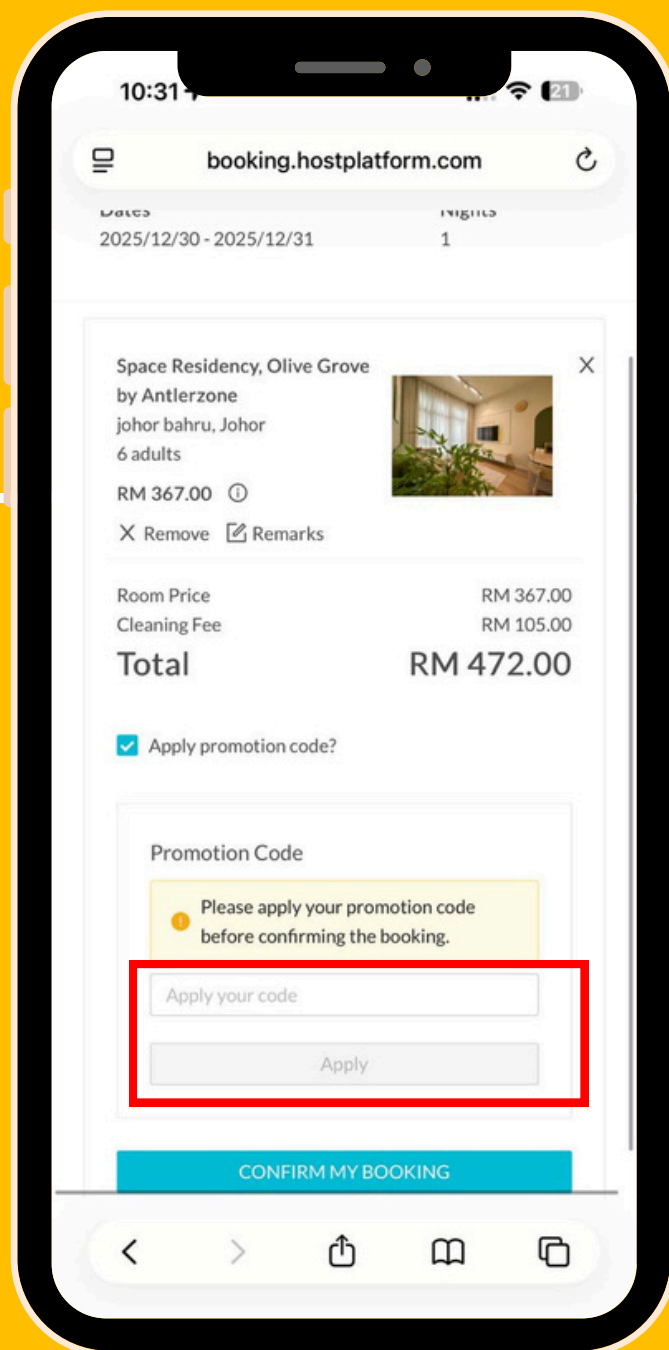 10:31
21
booking.hostplatform.com
Dates Nights
2025/12/30 - 2025/12/31 1
Space Residency, Olive Grove
by Antlerzone
johor bahru, Johor
6 adults
RM 367.00
Remove Remarks
Room Price RM 367.00
Cleaning Fee RM 105.00
Total RM 472.00
Apply promotion code?
Promotion Code
Please apply your promotion code
before confirming the booking.
Apply your code
Apply
CONFIRM MY BOOKING